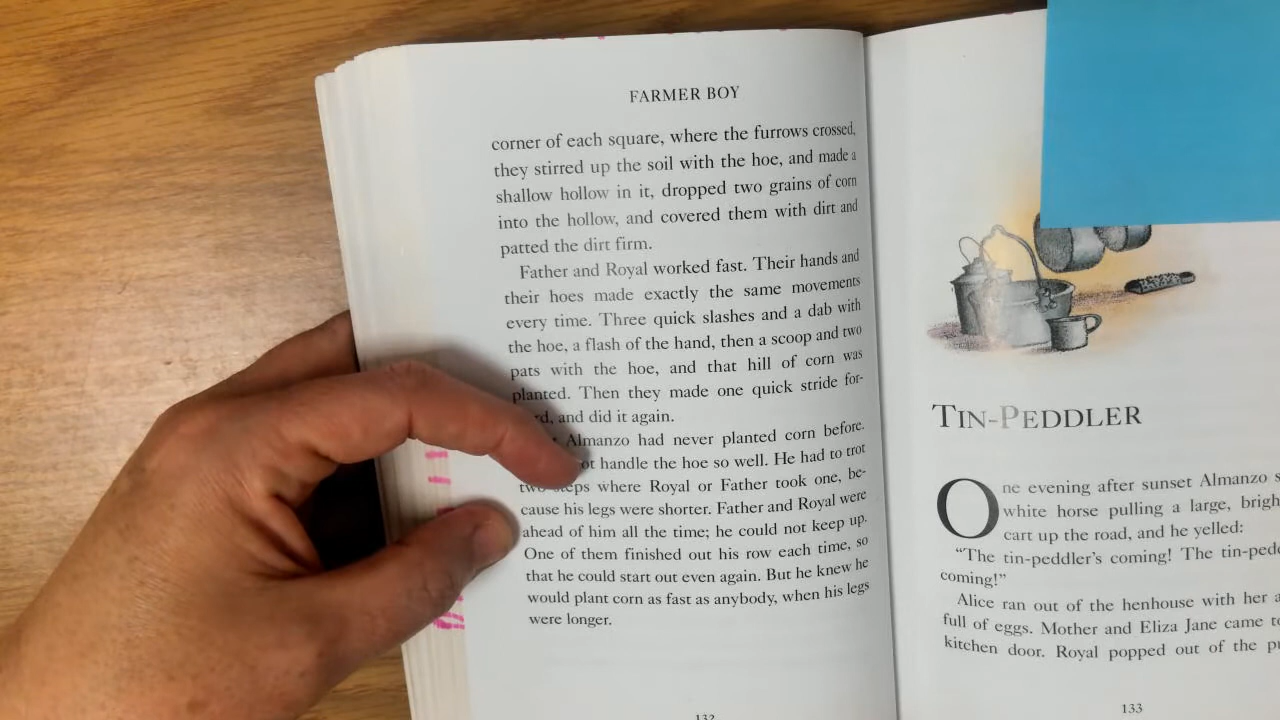 FARMER BOY
corner of each square, where the furrows crossed,
they stirred up the soil with the hoe, and made a
shallow hollow in it, dropped two grains of corn
into the hollow, and covered them with dirt and
patted the dirt firm.
Father and Royal worked fast. Their hands and
their hoes made exactly the same movements
every time. Three quick slashes and a dab with
the hoe, a flash of the hand, then a scoop and two
pats with the hoe, and that hill of corn was
planted. Then they made one quick stride for-
rd, and did it again.
Almanzo had never planted corn before.
ot handle the hoe so well. He had to trot
two steps where Royal or Father took one, be-
cause his legs were shorter. Father and Royal were
ahead of him all the time; he could not keep up.
One of them finished out his row each time, so
that he could start out even again. But he knew he
would plant corn as fast as anybody, when his legs
were longer.
132
TIN-PEDDLER
One evening after sunset Almanzo s
white horse pulling a large, brigh
cart up the road, and he yelled:
“The tin-peddler’s coming! The tin-pedd
coming!”
Alice ran out of the henhouse with her a
full of eggs. Mother and Eliza Jane came to
kitchen door. Royal popped out of the pu
133